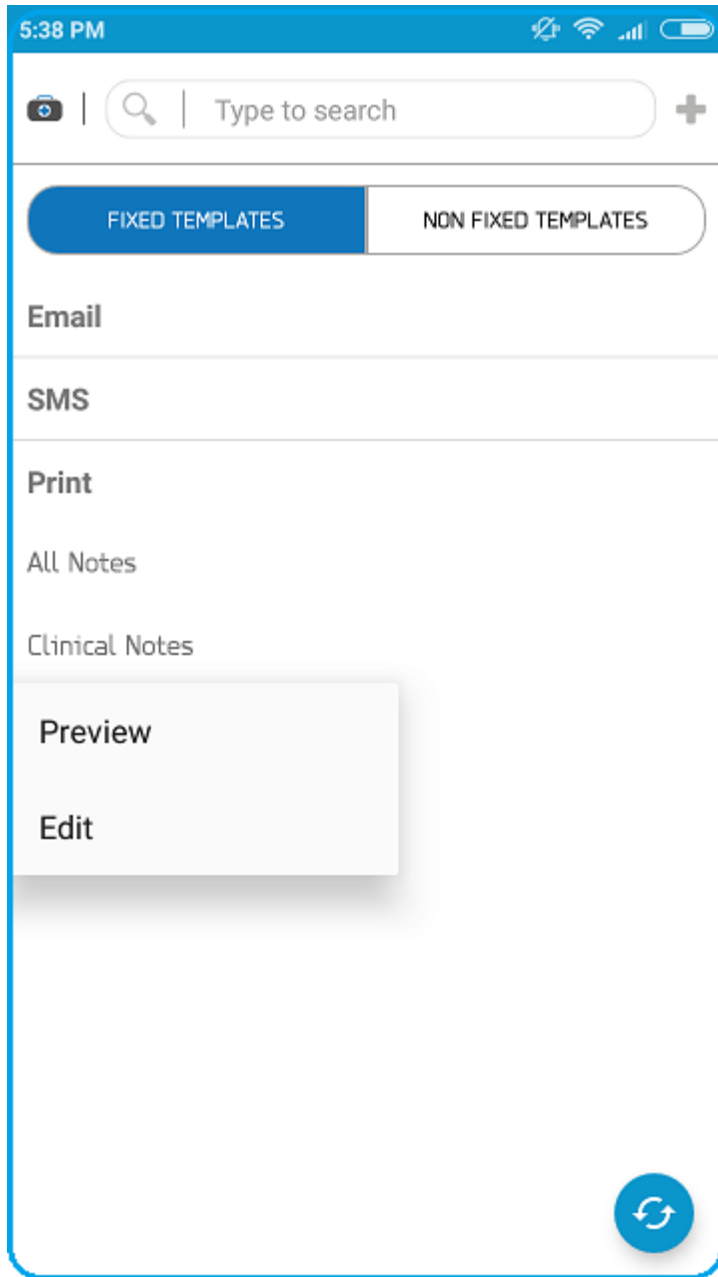 5:38 PM
Type to search
FIXED TEMPLATES NON FIXED TEMPLATES
Email
SMS
Print
All Notes
Clinical Notes
Preview
Edit